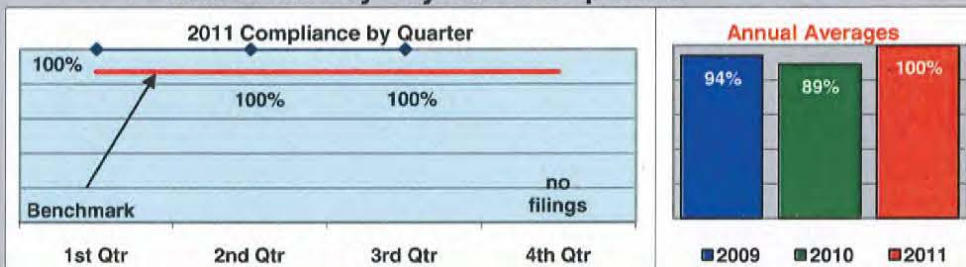 2011 Compliance by Quarter
100%
100%
100%
no
filings
Benchmark
1st Qtr
2nd Qtr
3rd Qtr
4th Qtr
Annual Averages
94%
89%
100%
2009
2010
2011